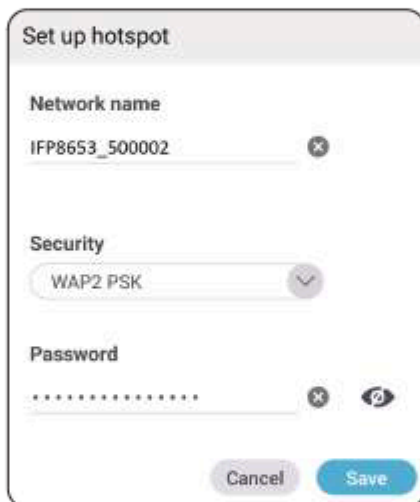 Set up hotspot
Network name
IFP8653_500002
Security
WAP2 PSK
Password
•••••••••••••••
Cancel Save